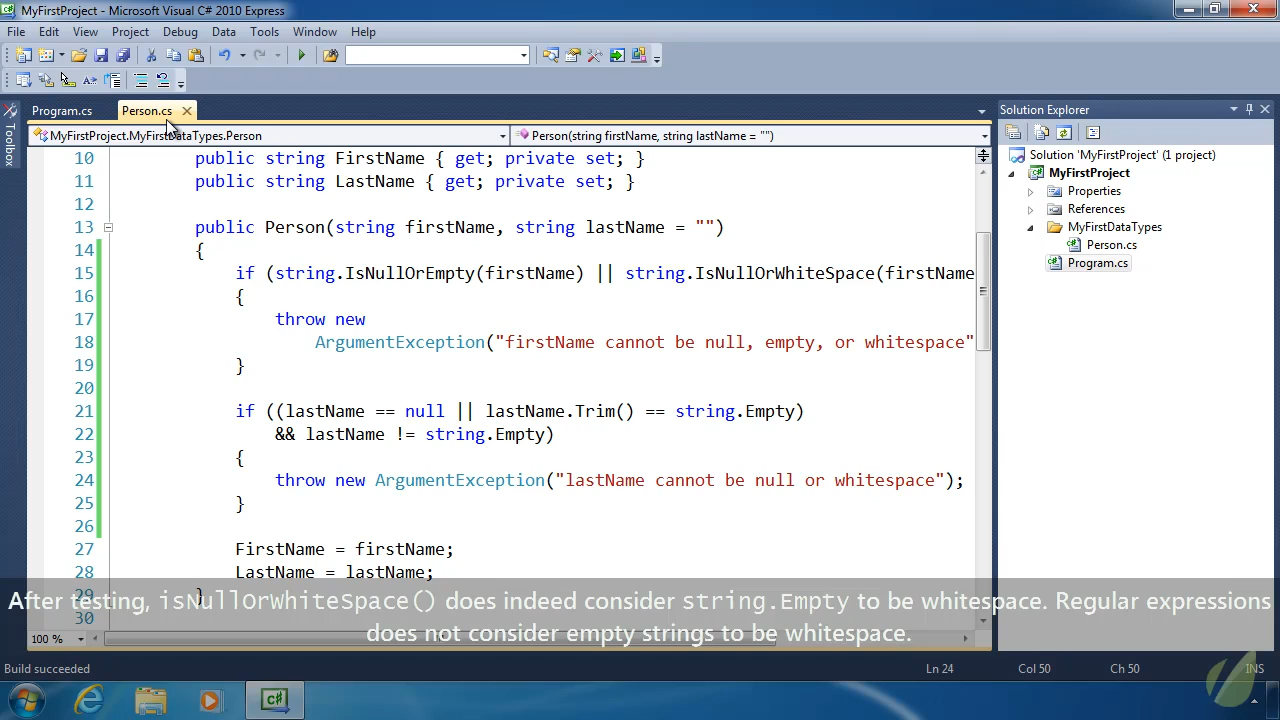 MyFirstProject - Microsoft Visual C# 2010 Express
File Edit View Project Debug Data Tools Window Help
Program.cs Person.cs
Solution Explorer
MyFirstProject.MyFirstDataTypes.Person
Person(string firstName, string lastName = "")
Toolbox
Solution 'MyFirstProject' (1 project)
MyFirstProject
Properties
References
MyFirstDataTypes
Person.cs
Program.cs
10 public string FirstName { get; private set; }
11 public string LastName { get; private set; }
12
13 public Person(string firstName, string lastName = "")
14 {
15 if (string.IsNullOrEmpty(firstName) || string.IsNullOrWhiteSpace(firstName
16 {
17 throw new
18 ArgumentException("firstName cannot be null, empty, or whitespace"
19 }
20
21 if ((lastName == null || lastName.Trim() == string.Empty)
22 && lastName != string.Empty)
23 {
24 throw new ArgumentException("lastName cannot be null or whitespace");
25 }
26
27 FirstName = firstName;
28 LastName = lastName;
29 }
30
After testing, isNullOrWhiteSpace() does indeed consider string.Empty to be whitespace. Regular expressions
does not consider empty strings to be whitespace.
100 %
Build succeeded Ln 24 Col 50 Ch 50 INS